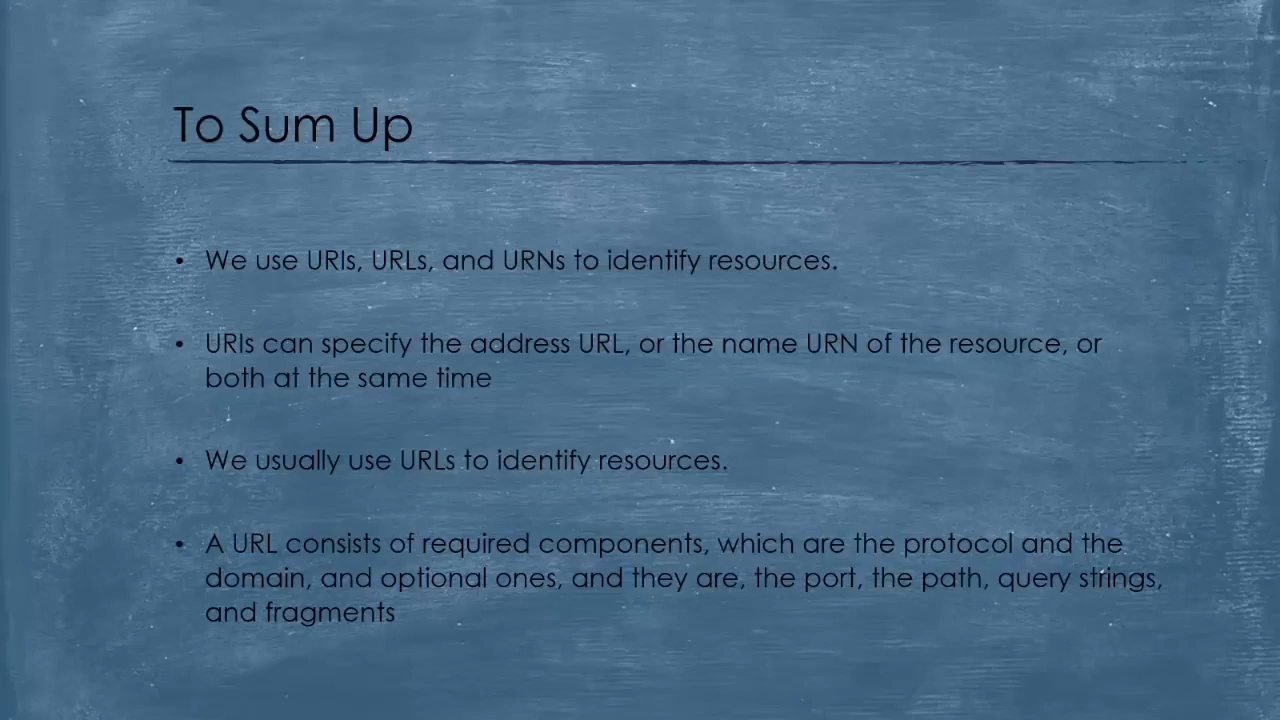 To Sum Up
• We use URIs, URLs, and URNs to identify resources.
• URIs can specify the address URL, or the name URN of the resource, or
both at the same time
• We usually use URLs to identify resources.
• A URL consists of required components, which are the protocol and the
domain, and optional ones, and they are, the port, the path, query strings,
and fragments